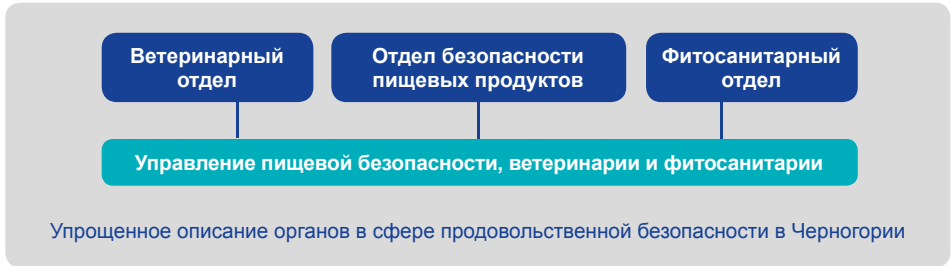 Ветеринарный
отдел
Отдел безопасности
пищевых продуктов
Фитосанитарный
отдел
Управление пищевой безопасности, ветеринарии и фитосанитарии
Упрощенное описание органов в сфере продовольственной безопасности в Черногории